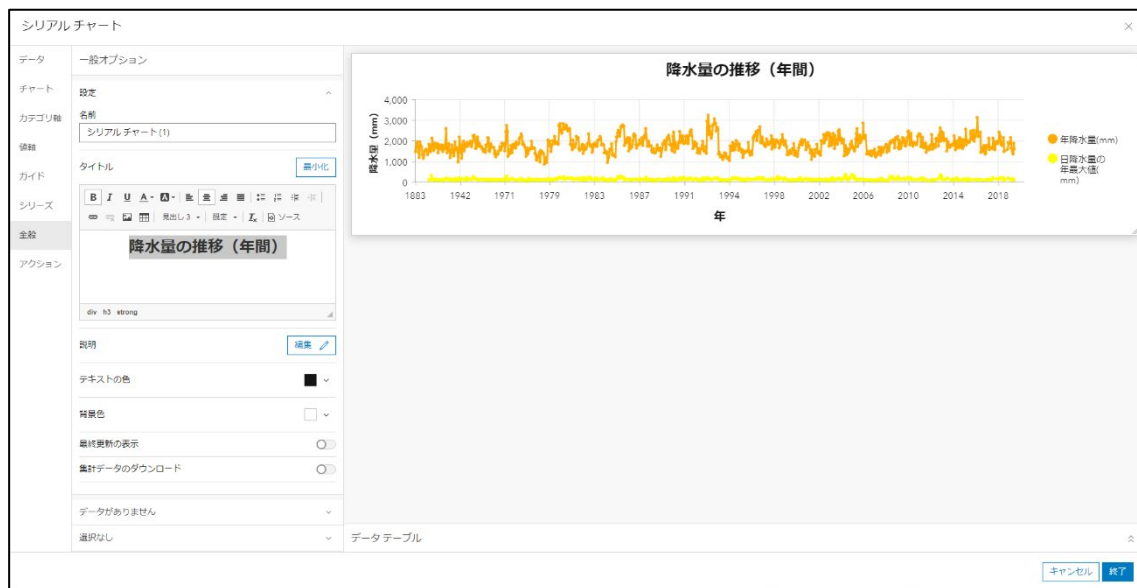 シリアル チャート
データ
チャート
カテゴリ軸
値軸
ガイド
シリーズ
全般
アクション
一般オプション
設定
名前
シリアル チャート (1)
タイトル
最小化
B I U A A
見出し 3
規定
ソース
降水量の推移（年間）
div h3 strong
説明
編集
テキストの色
背景色
最終更新の表示
集計データのダウンロード
データがありません
選択なし
降水量の推移（年間）
降水量（mm）
4,000
3,000
2,000
1,000
0
1883 1942 1971 1979 1983 1987 1991 1994 1998 2002 2006 2010 2014 2018
年
年降水量(mm)
日降水量の
年最大値(
mm)
データ テーブル
キャンセル
終了